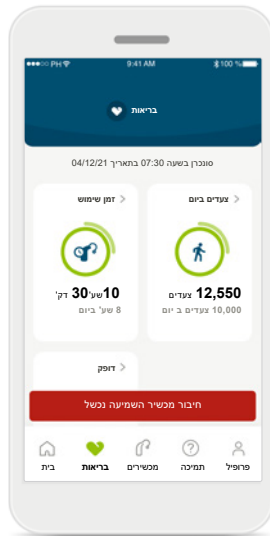 PH
9:41 AM
100 %
בריאות
סונכרן בשעה 07:30 בתאריך 04/12/21
צעדים ביום
12,550 צעדים
10,000 צעדים ב יום
זמן שימוש
10שע'30 דק'
8 שע' ביום
דופק
חיבור מכשיר השמיעה נכשל
פרופיל
תמיכה
מכשירים
בריאות
בית